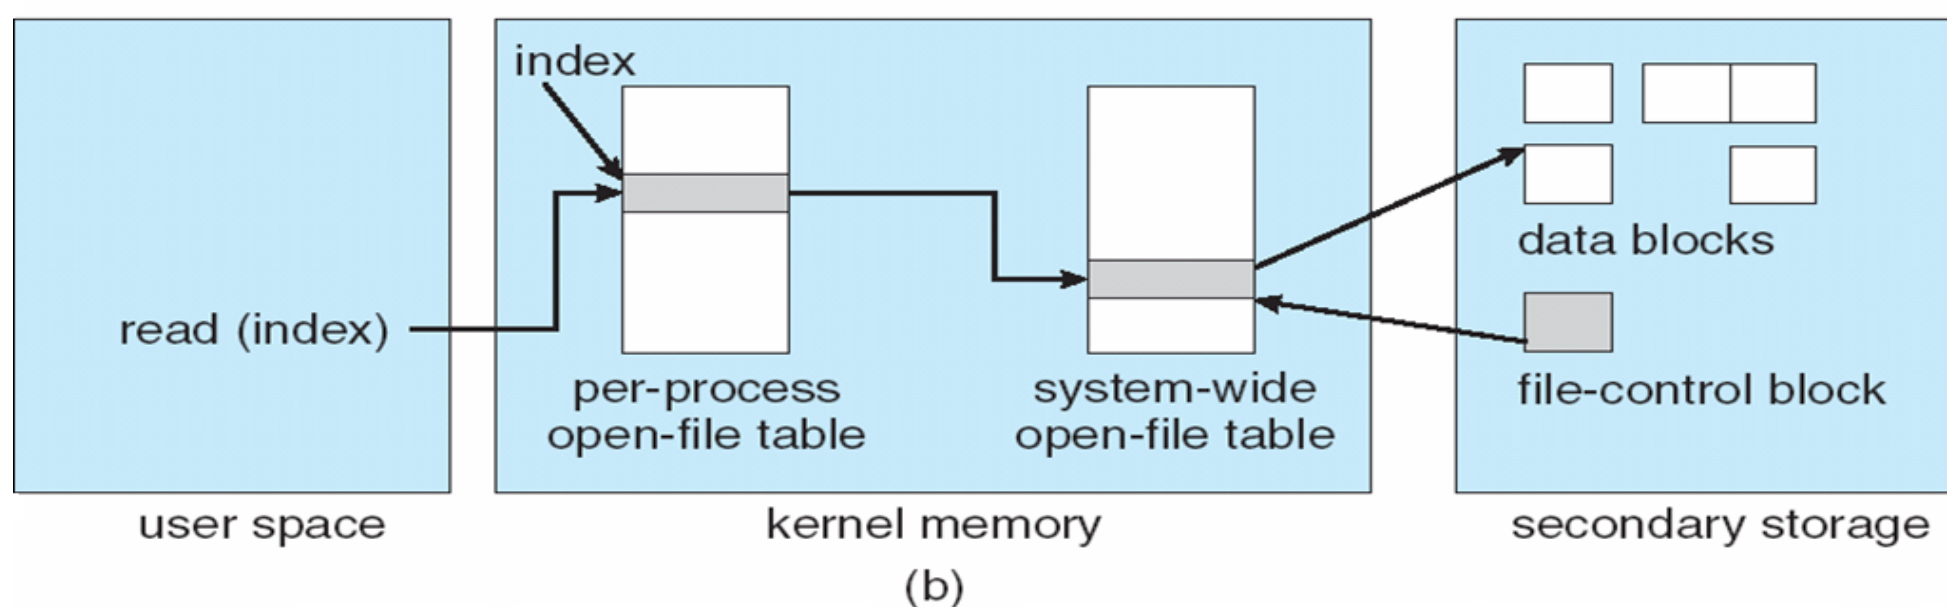 index
read (index)
per-process
open-file table
system-wide
open-file table
data blocks
file-control block
user space
kernel memory
secondary storage
(b)